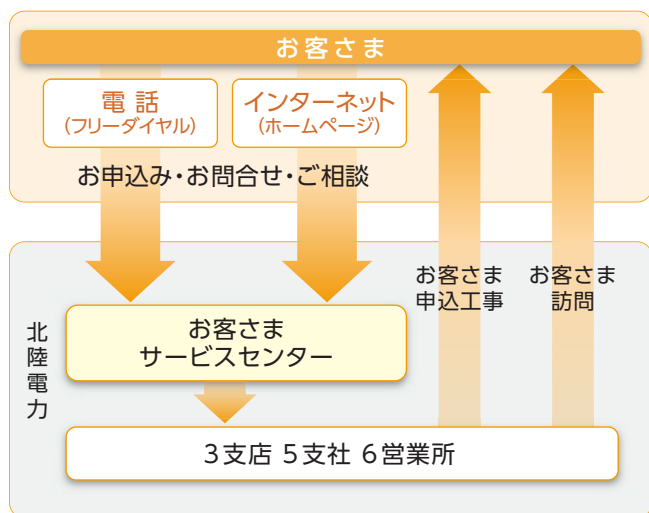 お客さま
電話
(フリーダイヤル)
インターネット
(ホームページ)
お申込み・お問合せ・ご相談
お客さま
申込工事
お客さま
訪問
北陸電力
お客さま
サービスセンター
3支店 5支社 6営業所